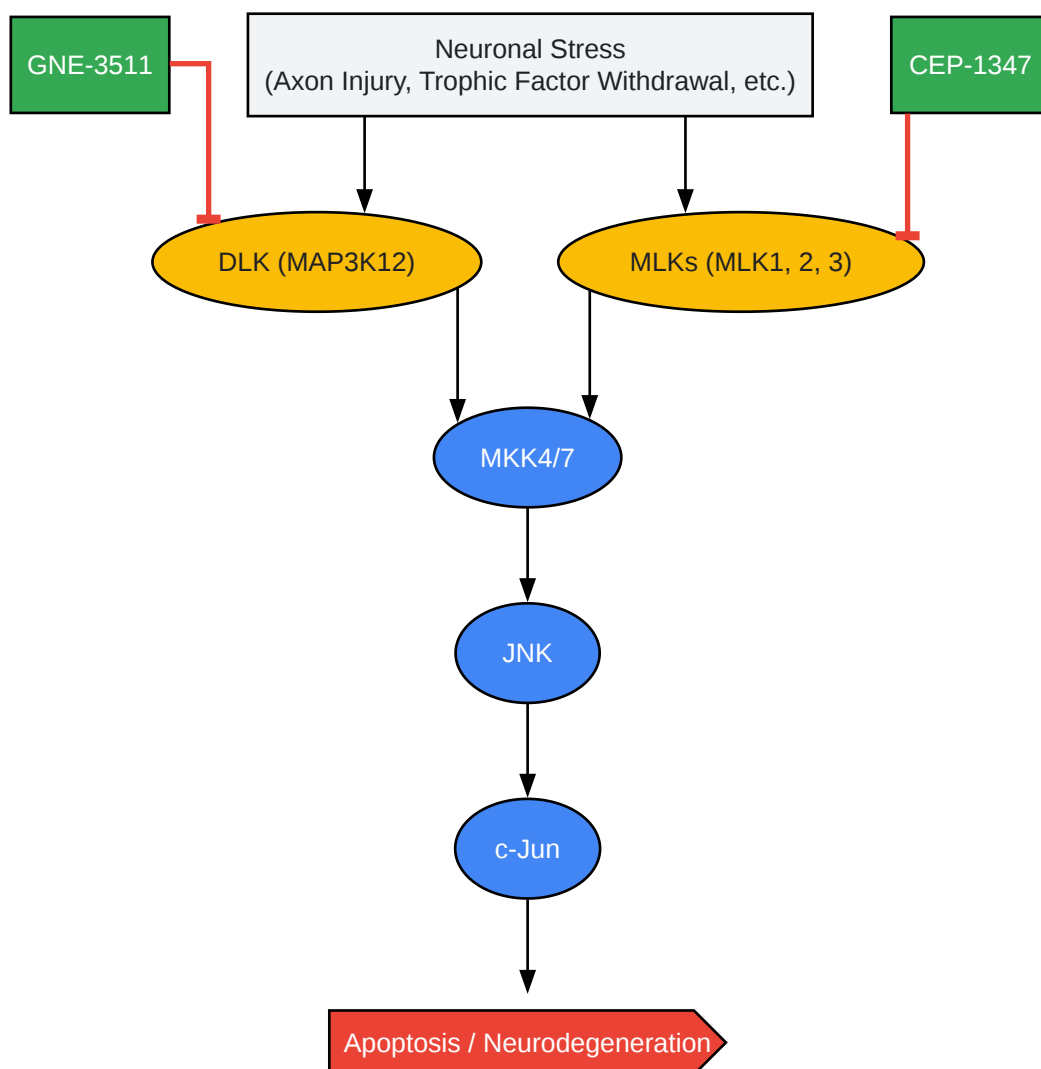 GNE-3511
Neuronal Stress
(Axon Injury, Trophic Factor Withdrawal, etc.)
CEP-1347
DLK (MAP3K12)
MLKs (MLK1, 2, 3)
MKK4/7
JNK
c-Jun
Apoptosis / Neurodegeneration